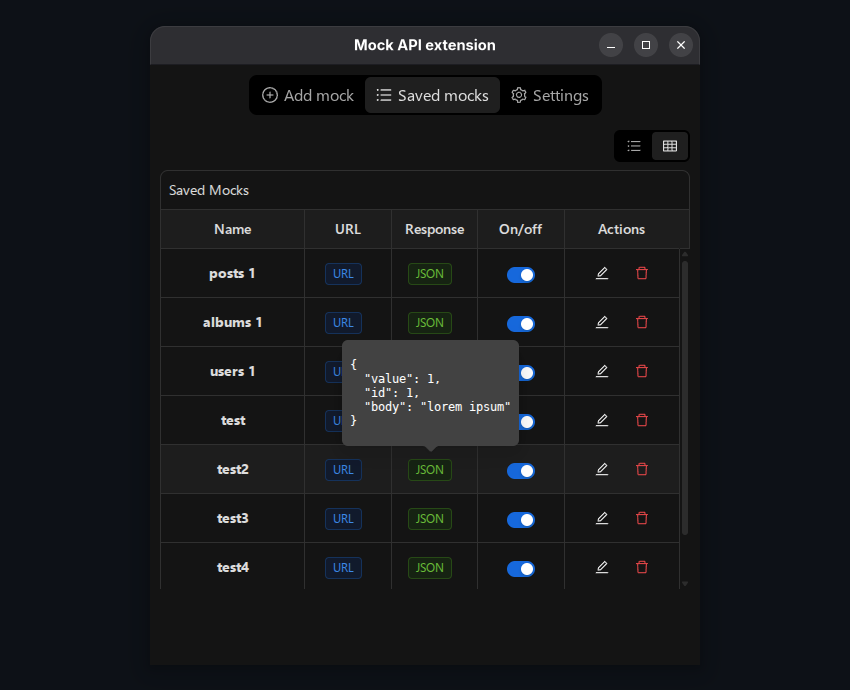 Mock API extension
Add mock Saved mocks Settings
Saved Mocks
Name URL Response On/off Actions
posts 1 URL JSON
albums 1 URL JSON
users 1
test
{
  "value": 1,
  "id": 1,
  "body": "lorem ipsum"
}
test2 URL JSON
test3 URL JSON
test4 URL JSON